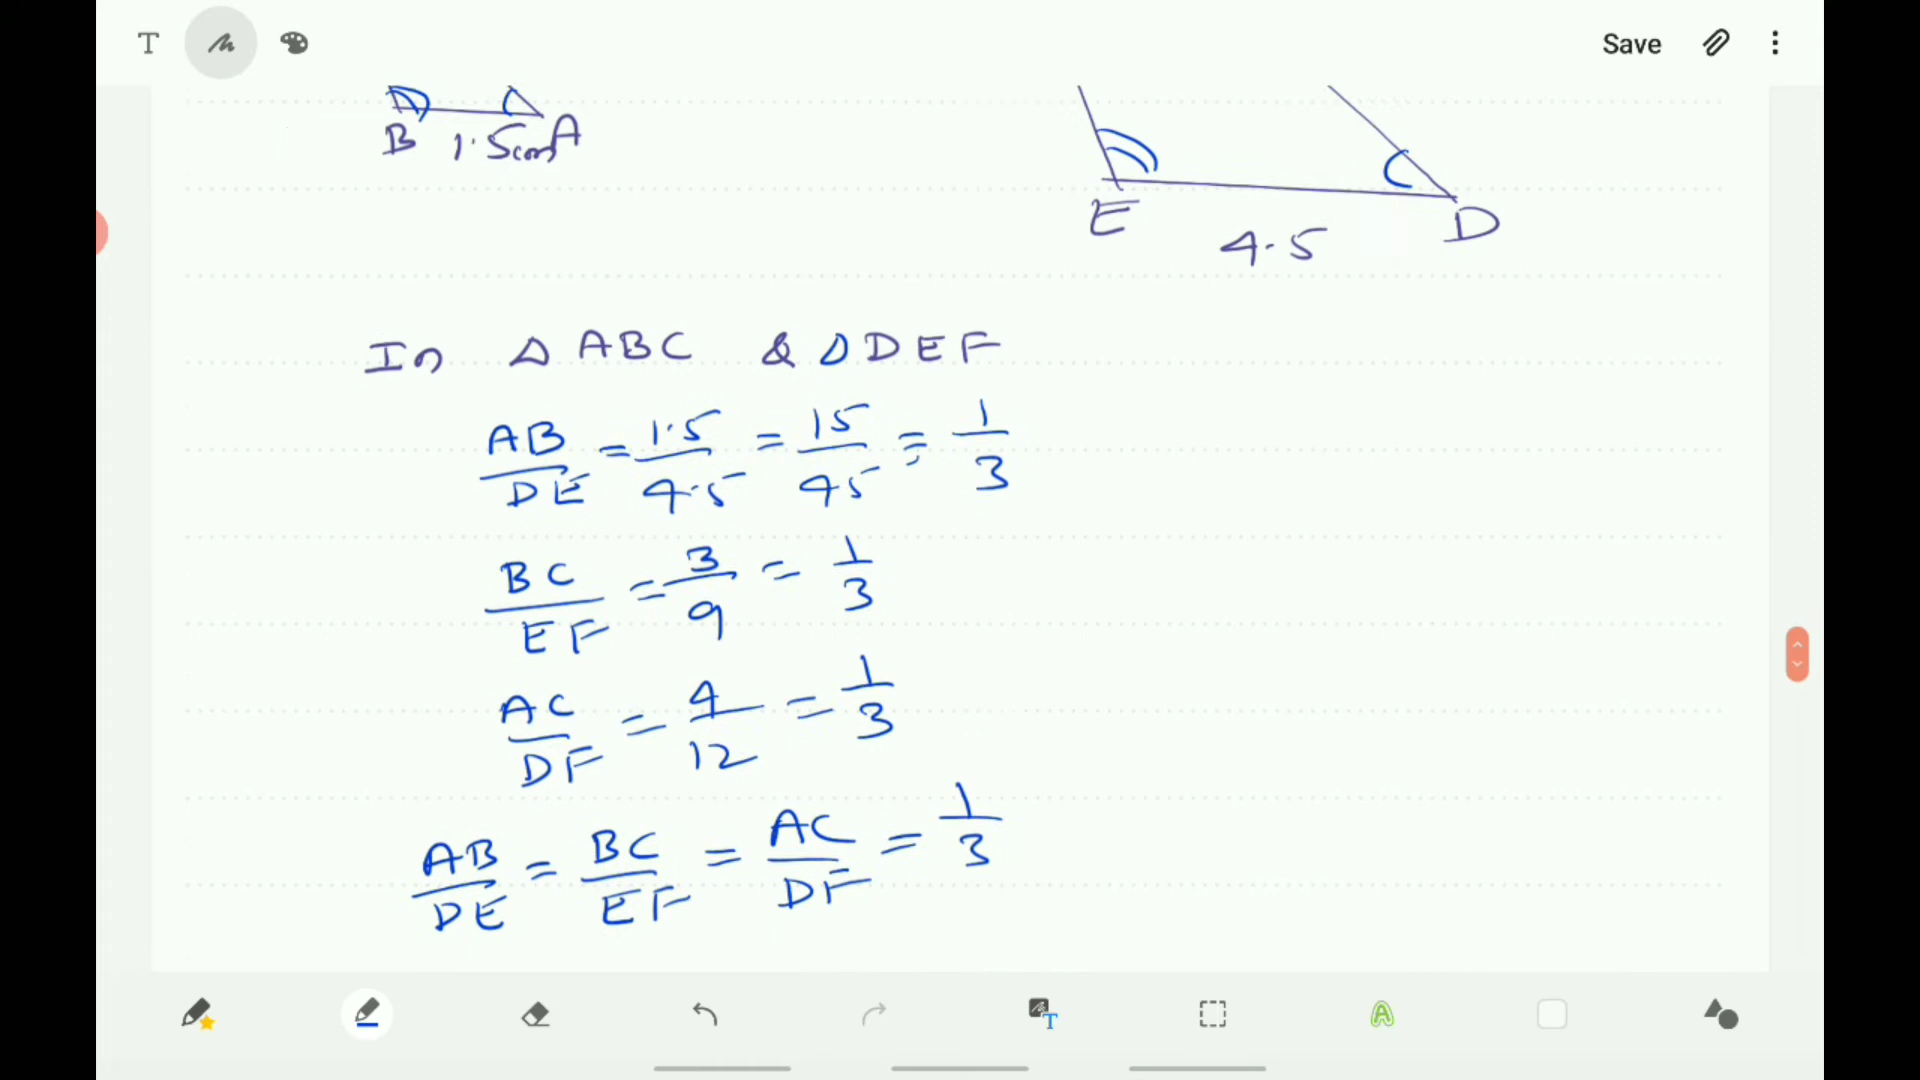 T Save
B 1.5cm A
E 4.5 D
In △ ABC & △ DEF
AB/DE = 1.5/4.5 = 15/45 = 1/3
BC/EF = 3/9 = 1/3
AC/DF = 4/12 = 1/3
AB/DE = BC/EF = AC/DF = 1/3
T A